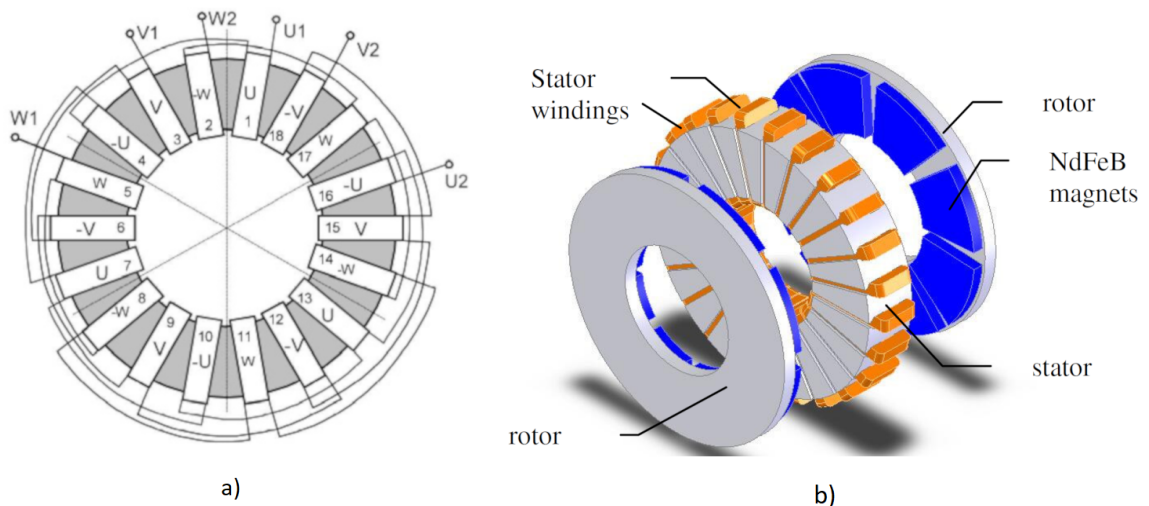 W2
U1
V1
V2
W1
U2
-W
2
U
1
-V
18
W
17
-U
16
V
15
-W
14
U
13
-V
12
W
11
-U
10
V
9
-W
8
U
7
-V
6
W
5
-U
4
V
3
a)
Stator
windings
rotor
NdFeB
magnets
stator
rotor
b)